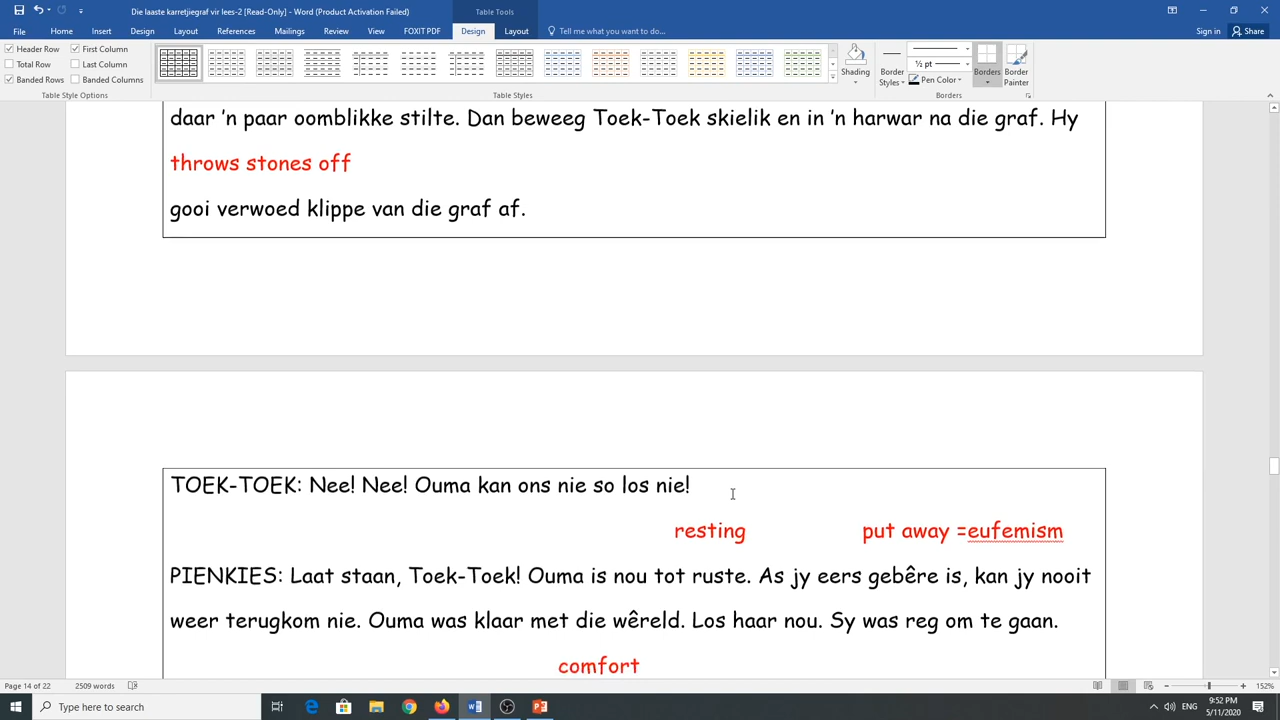 Die laaste karretjiegraf vir lees-2 [Read-Only] - Word (Product Activation Failed)
Table Tools
File Home Insert Design Layout References Mailings Review View FOXIT PDF Design Layout Tell me what you want to do... Sign in Share
Header Row First Column
Total Row Last Column
Banded Rows Banded Columns
Table Style Options
Table Styles
Shading
Border Styles
½ pt
Pen Color
Borders
Border Painter
Borders
daar 'n paar oomblikke stilte. Dan beweeg Toek-Toek skielik en in 'n harwar na die graf. Hy
throws stones off
gooi verwoed klippe van die graf af.
TOEK-TOEK: Nee! Nee! Ouma kan ons nie so los nie!
resting put away =eufemism
PIENKIES: Laat staan, Toek-Toek! Ouma is nou tot ruste. As jy eers gebêre is, kan jy nooit
weer terugkom nie. Ouma was klaar met die wêreld. Los haar nou. Sy was reg om te gaan.
comfort
Page 14 of 22 2509 words 152%
Type here to search
ENG
9:52 PM
5/11/2020